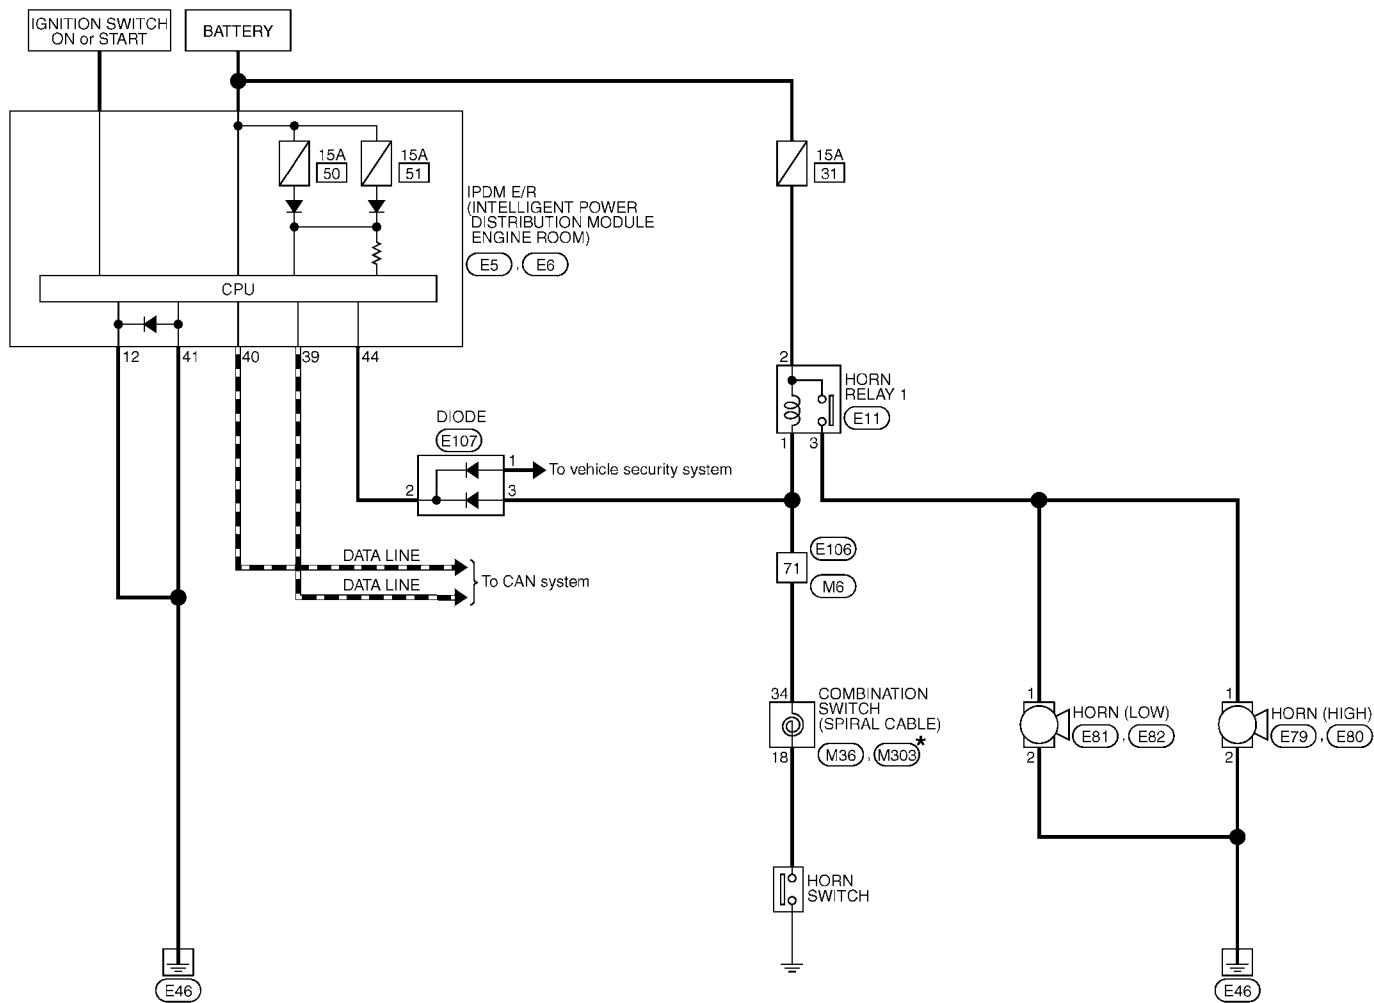 IGNITION SWITCH
ON or START
BATTERY
15A
50
15A
51
15A
31
IPDM E/R
(INTELLIGENT POWER
DISTRIBUTION MODULE
ENGINE ROOM)
E5 , E6
CPU
12
41
40
39
44
2
HORN
RELAY 1
E11
1
3
DIODE
E107
1
To vehicle security system
2
3
E106
71
M6
DATA LINE
DATA LINE
To CAN system
34
COMBINATION
SWITCH
(SPIRAL CABLE)
M36 , M303*
18
1
HORN (LOW)
E81 , E82
2
1
HORN (HIGH)
E79 , E80
2
HORN
SWITCH
E46
E46